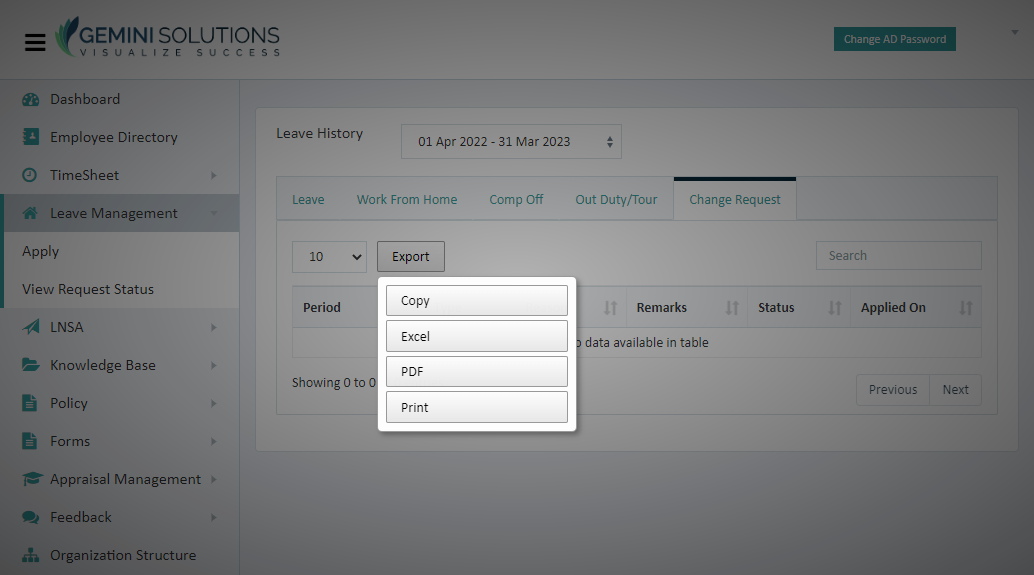 GEMINI SOLUTIONS
VISUALIZE SUCCESS
Change AD Password
Dashboard
Employee Directory
TimeSheet
Leave Management
Apply
View Request Status
LNSA
Knowledge Base
Policy
Forms
Appraisal Management
Feedback
Organization Structure
Leave History
01 Apr 2022 - 31 Mar 2023
Leave
Work From Home
Comp Off
Out Duty/Tour
Change Request
10
Export
Search
Copy
Excel
PDF
Print
Period
Remarks
Status
Applied On
data available in table
Showing 0 to 0
Previous
Next